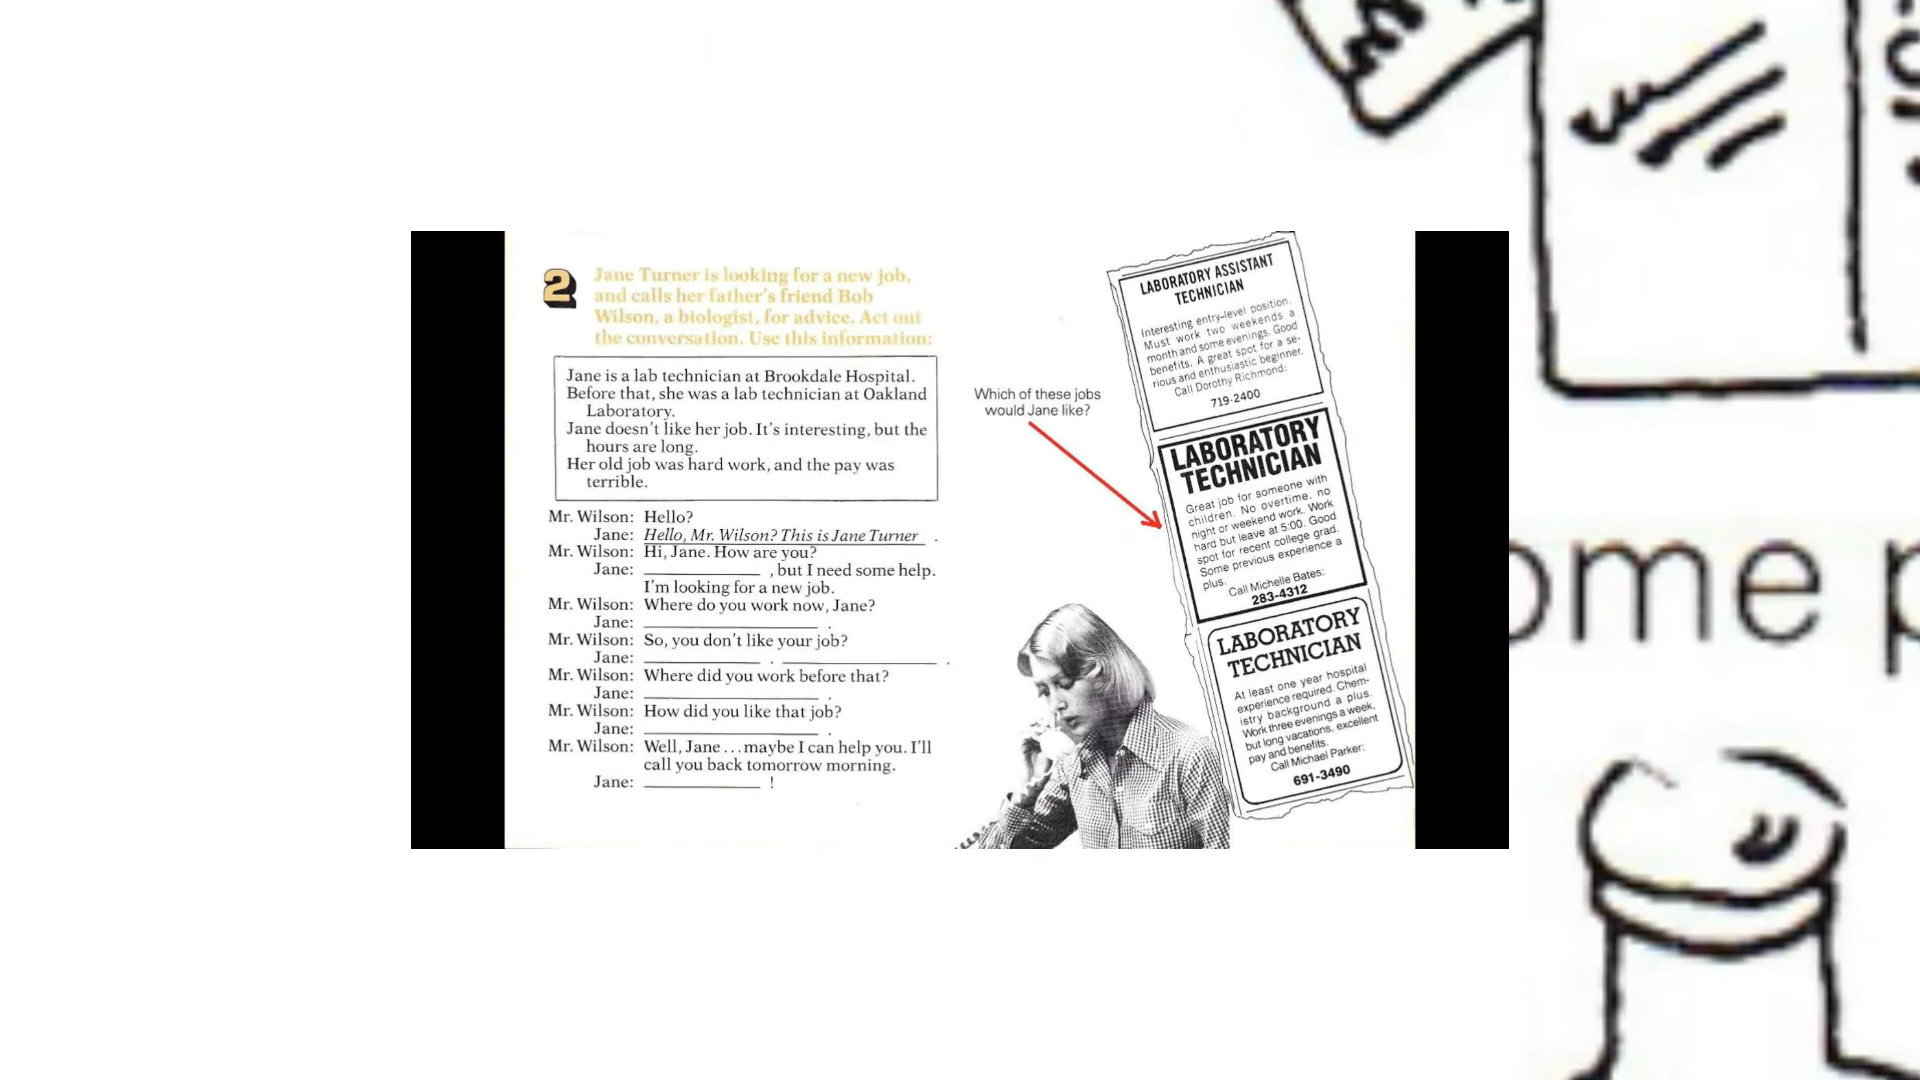 2
Jane Turner is looking for a new job,
and calls her father's friend Bob
Wilson, a biologist, for advice. Act out
the conversation. Use this information:
Jane is a lab technician at Brookdale Hospital.
Before that, she was a lab technician at Oakland
Laboratory.
Jane doesn't like her job. It's interesting, but the
hours are long.
Her old job was hard work, and the pay was
terrible.
Mr. Wilson: Hello?
Jane: Hello, Mr. Wilson? This is Jane Turner .
Mr. Wilson: Hi, Jane. How are you?
Jane: ____________ , but I need some help.
I'm looking for a new job.
Mr. Wilson: Where do you work now, Jane?
Jane: __________________ .
Mr. Wilson: So, you don't like your job?
Jane: ____________ . ________________ .
Mr. Wilson: Where did you work before that?
Jane: __________________ .
Mr. Wilson: How did you like that job?
Jane: __________________ .
Mr. Wilson: Well, Jane...maybe I can help you. I'll
call you back tomorrow morning.
Jane: ____________ !
Which of these jobs
would Jane like?
LABORATORY ASSISTANT
TECHNICIAN
Interesting entry-level position.
Must work two weekends a
month and some evenings. Good
benefits. A great spot for a se-
rious and enthusiastic beginner.
Call Dorothy Richmond:
719-2400
LABORATORY
TECHNICIAN
Great job for someone with
children. No overtime, no
night or weekend work. Work
hard but leave at 5:00. Good
spot for recent college grad.
Some previous experience a
plus.
Call Michelle Bates:
283-4312
LABORATORY
TECHNICIAN
At least one year hospital
experience required. Chem-
istry background a plus.
Work three evenings a week,
but long vacations, excellent
pay and benefits.
Call Michael Parker:
691-3490
ome p